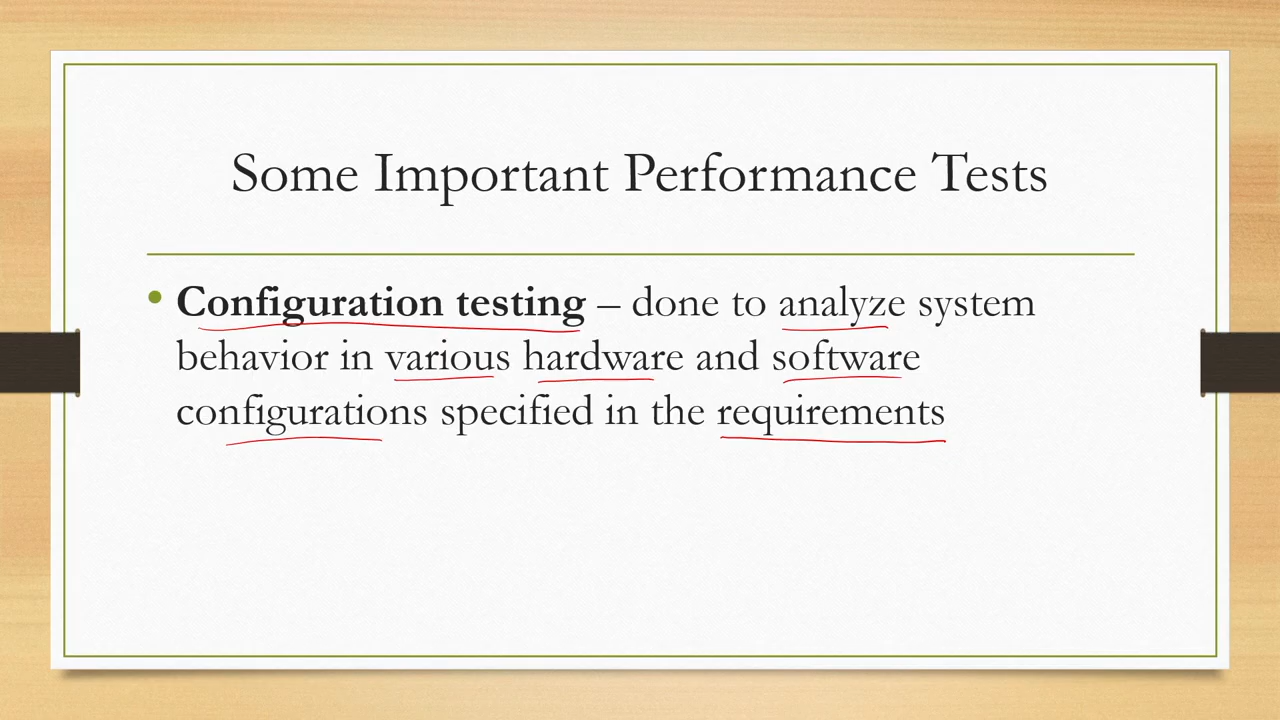 Some Important Performance Tests
• Configuration testing – done to analyze system
behavior in various hardware and software
configurations specified in the requirements